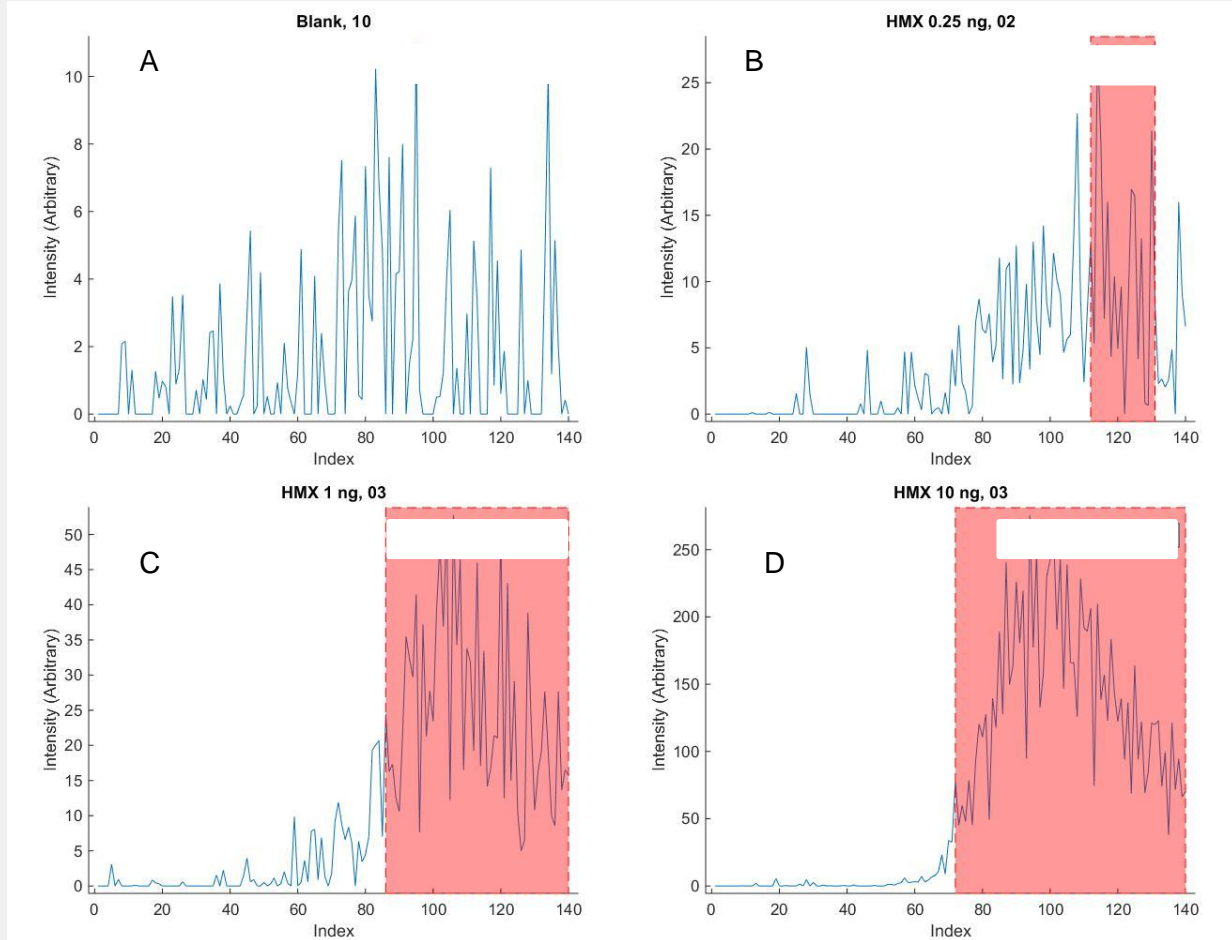 Blank, 10
A
Intensity (Arbitrary)
10
8
6
4
2
0
0 20 40 60 80 100 120 140
Index
HMX 0.25 ng, 02
B
Intensity (Arbitrary)
25
20
15
10
5
0
0 20 40 60 80 100 120 140
Index
HMX 1 ng, 03
C
Intensity (Arbitrary)
50
45
40
35
30
25
20
15
10
5
0
0 20 40 60 80 100 120 140
Index
HMX 10 ng, 03
D
Intensity (Arbitrary)
250
200
150
100
50
0
0 20 40 60 80 100 120 140
Index